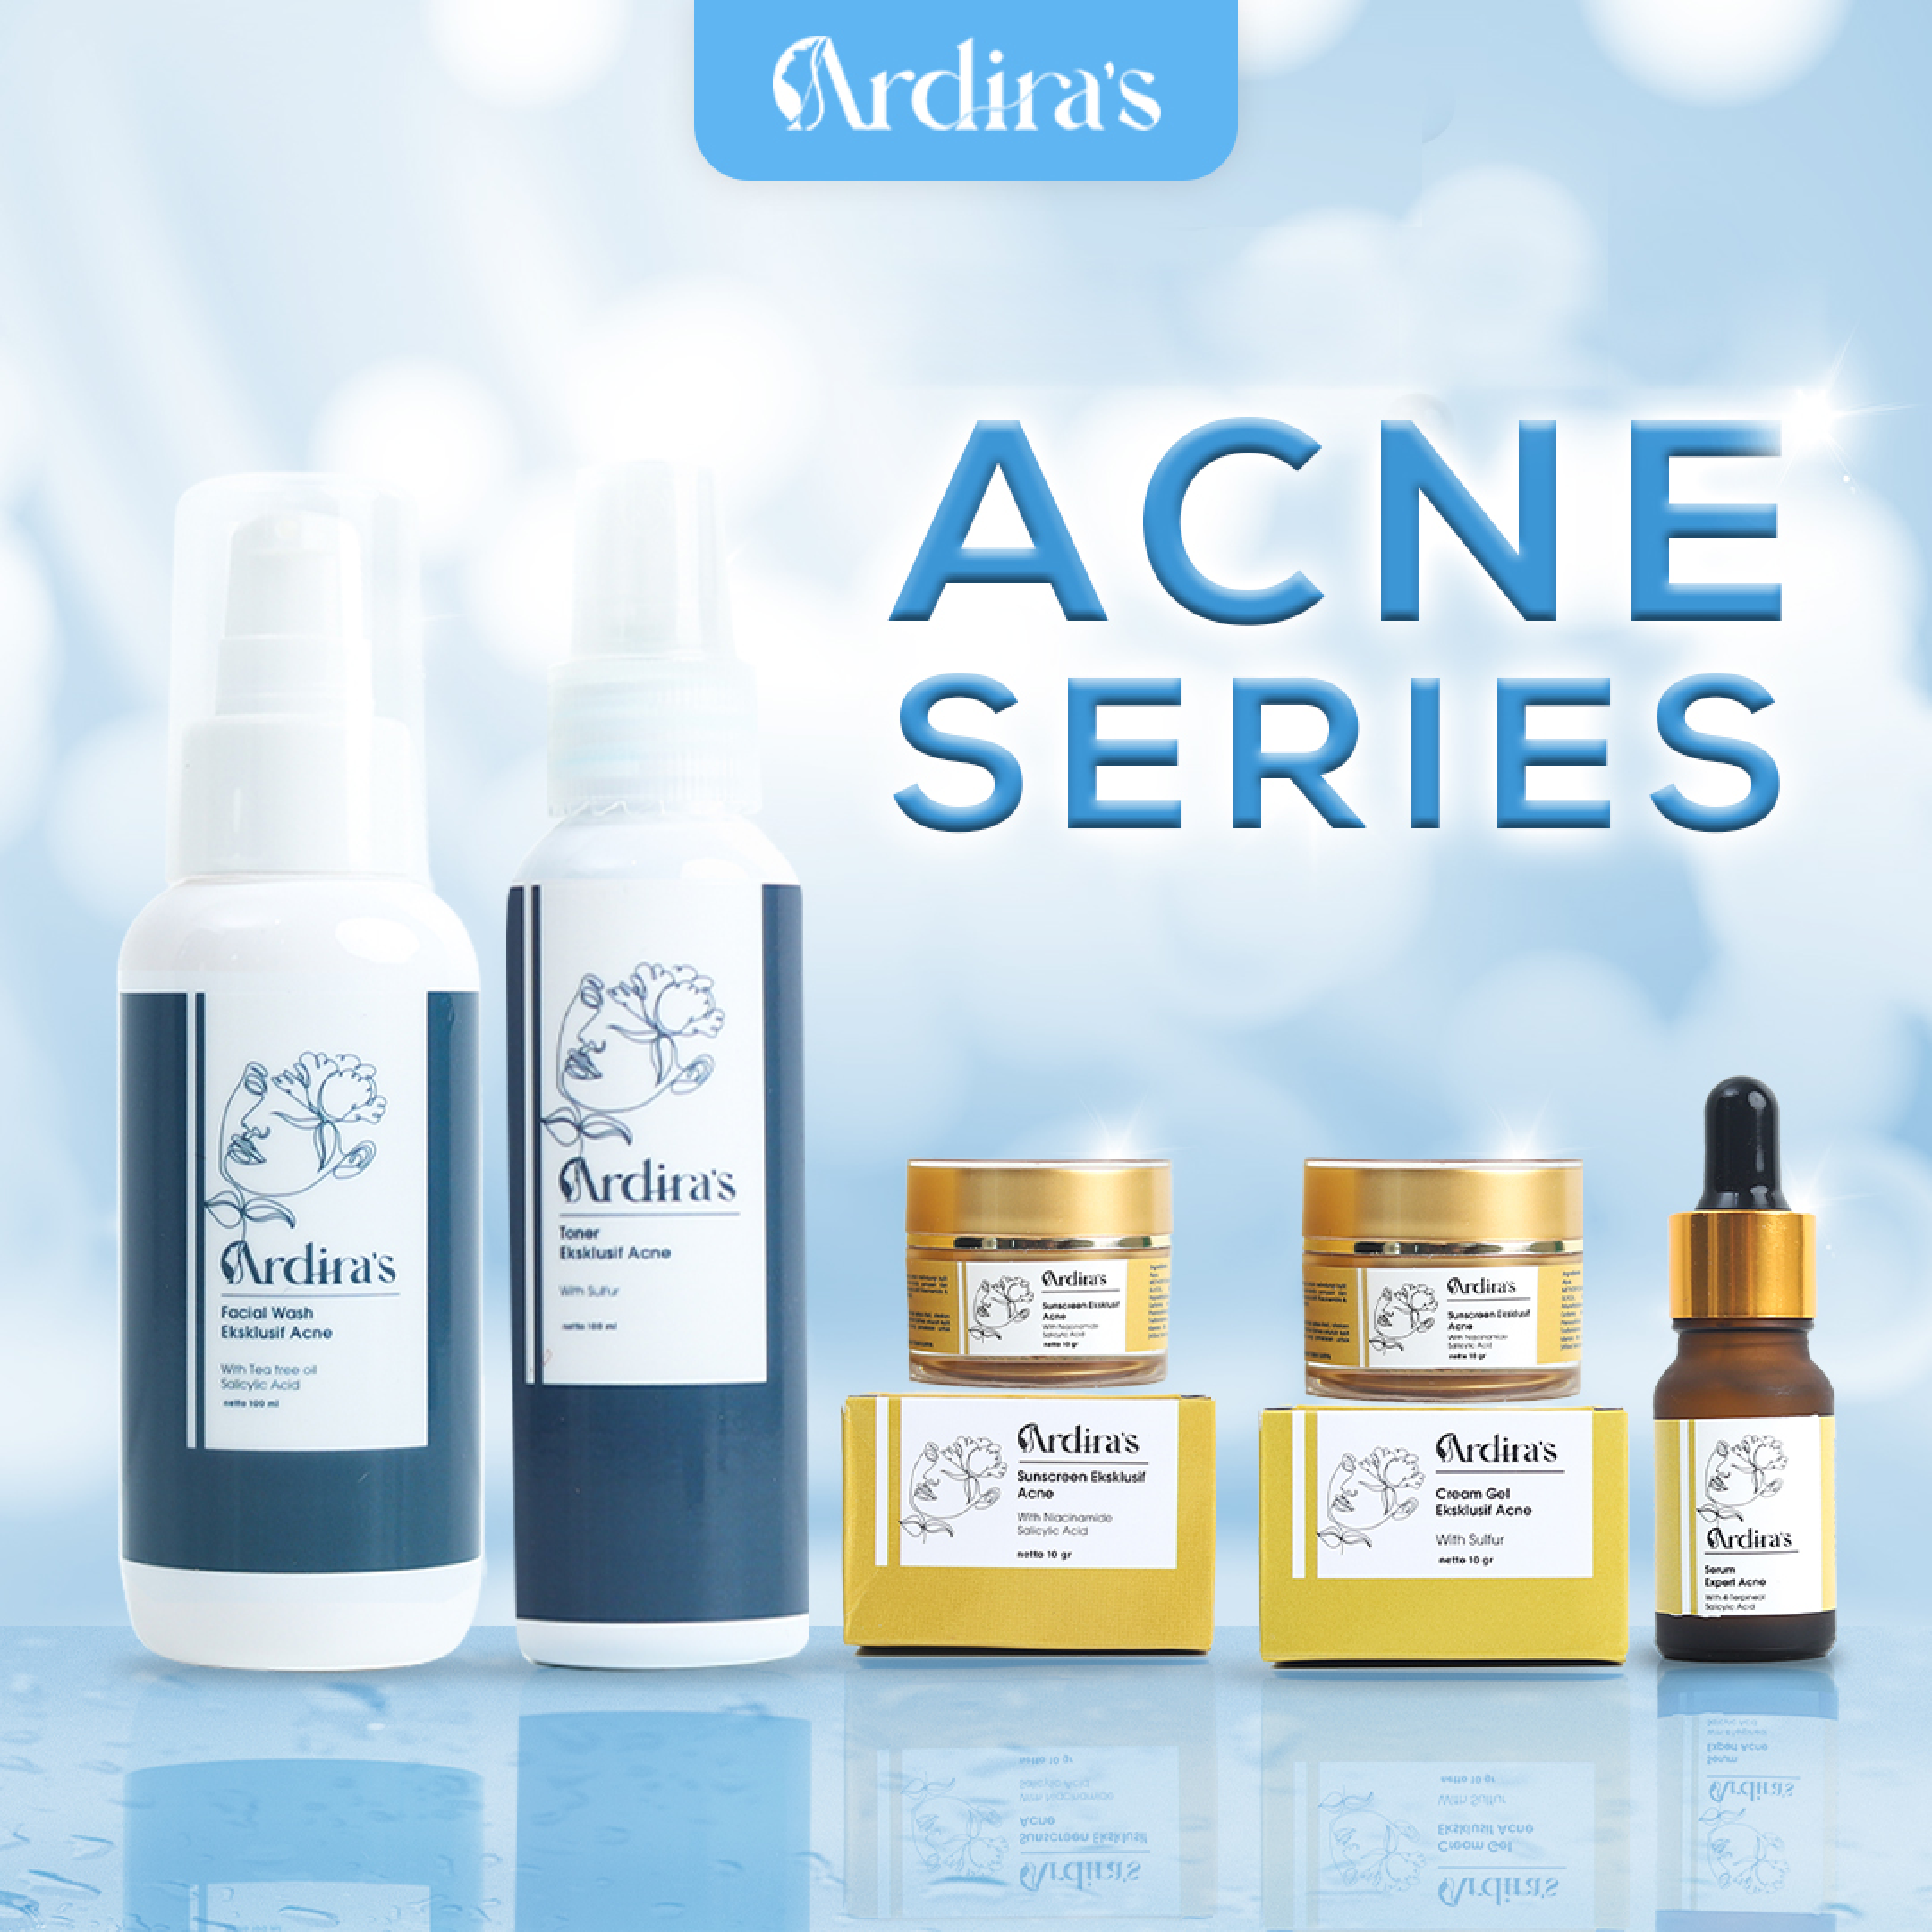 Ardira's
ACNE
SERIES
Ardira's
Facial Wash
Eksklusif Acne
With Tea tree oil
Salicylic Acid
netto 100 ml
Ardira's
Toner
Eksklusif Acne
With Sulfur
netto 100 ml
Ardira's
Sunscreen Eksklusif
Acne
With Niacinamide
Salicylic Acid
netto 10 gr
Ardira's
Sunscreen Eksklusif
Acne
With Niacinamide
Salicylic Acid
netto 10 gr
Ardira's
Sunscreen Eksklusif
Acne
With Niacinamide
Salicylic Acid
netto 10 gr
Ardira's
Cream Gel
Eksklusif Acne
With Sulfur
netto 10 gr
Ardira's
Serum
Expert Acne
With 4-Terpineol
Salicylic Acid